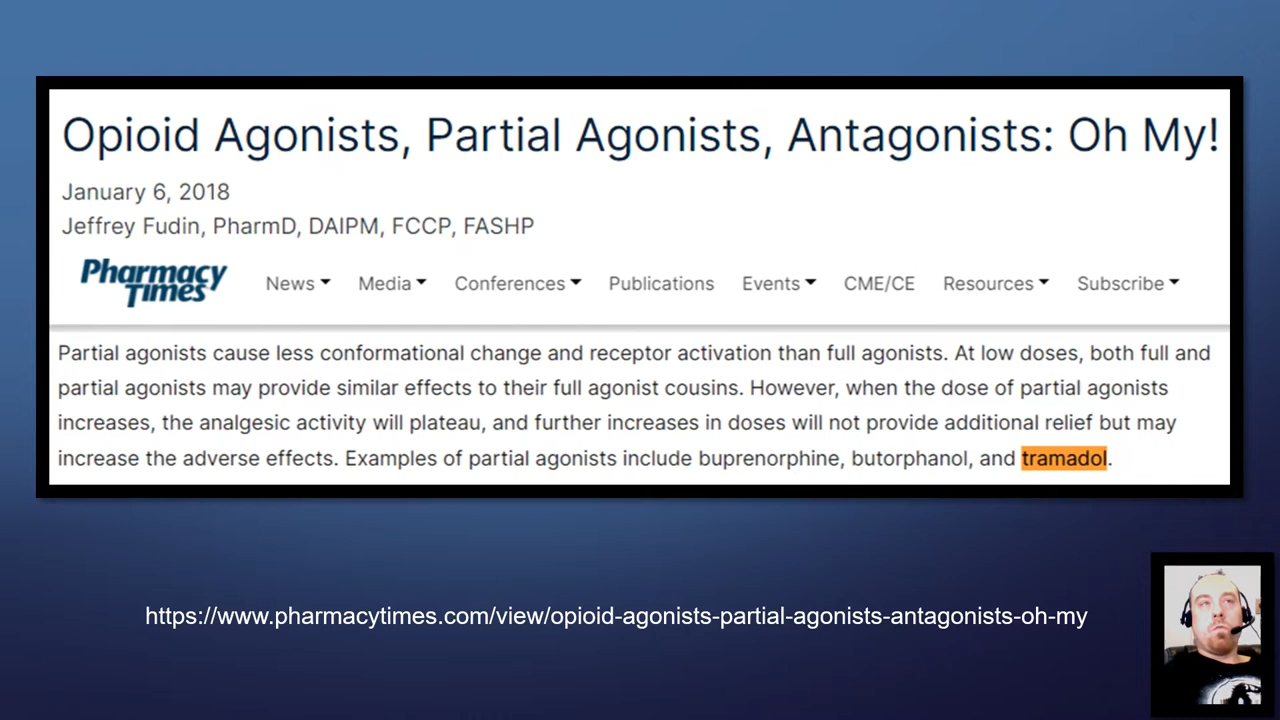 Opioid Agonists, Partial Agonists, Antagonists: Oh My!
January 6, 2018
Jeffrey Fudin, PharmD, DAIPM, FCCP, FASHP
Pharmacy Times News Media Conferences Publications Events CME/CE Resources Subscribe
Partial agonists cause less conformational change and receptor activation than full agonists. At low doses, both full and
partial agonists may provide similar effects to their full agonist cousins. However, when the dose of partial agonists
increases, the analgesic activity will plateau, and further increases in doses will not provide additional relief but may
increase the adverse effects. Examples of partial agonists include buprenorphine, butorphanol, and tramadol.
https://www.pharmacytimes.com/view/opioid-agonists-partial-agonists-antagonists-oh-my